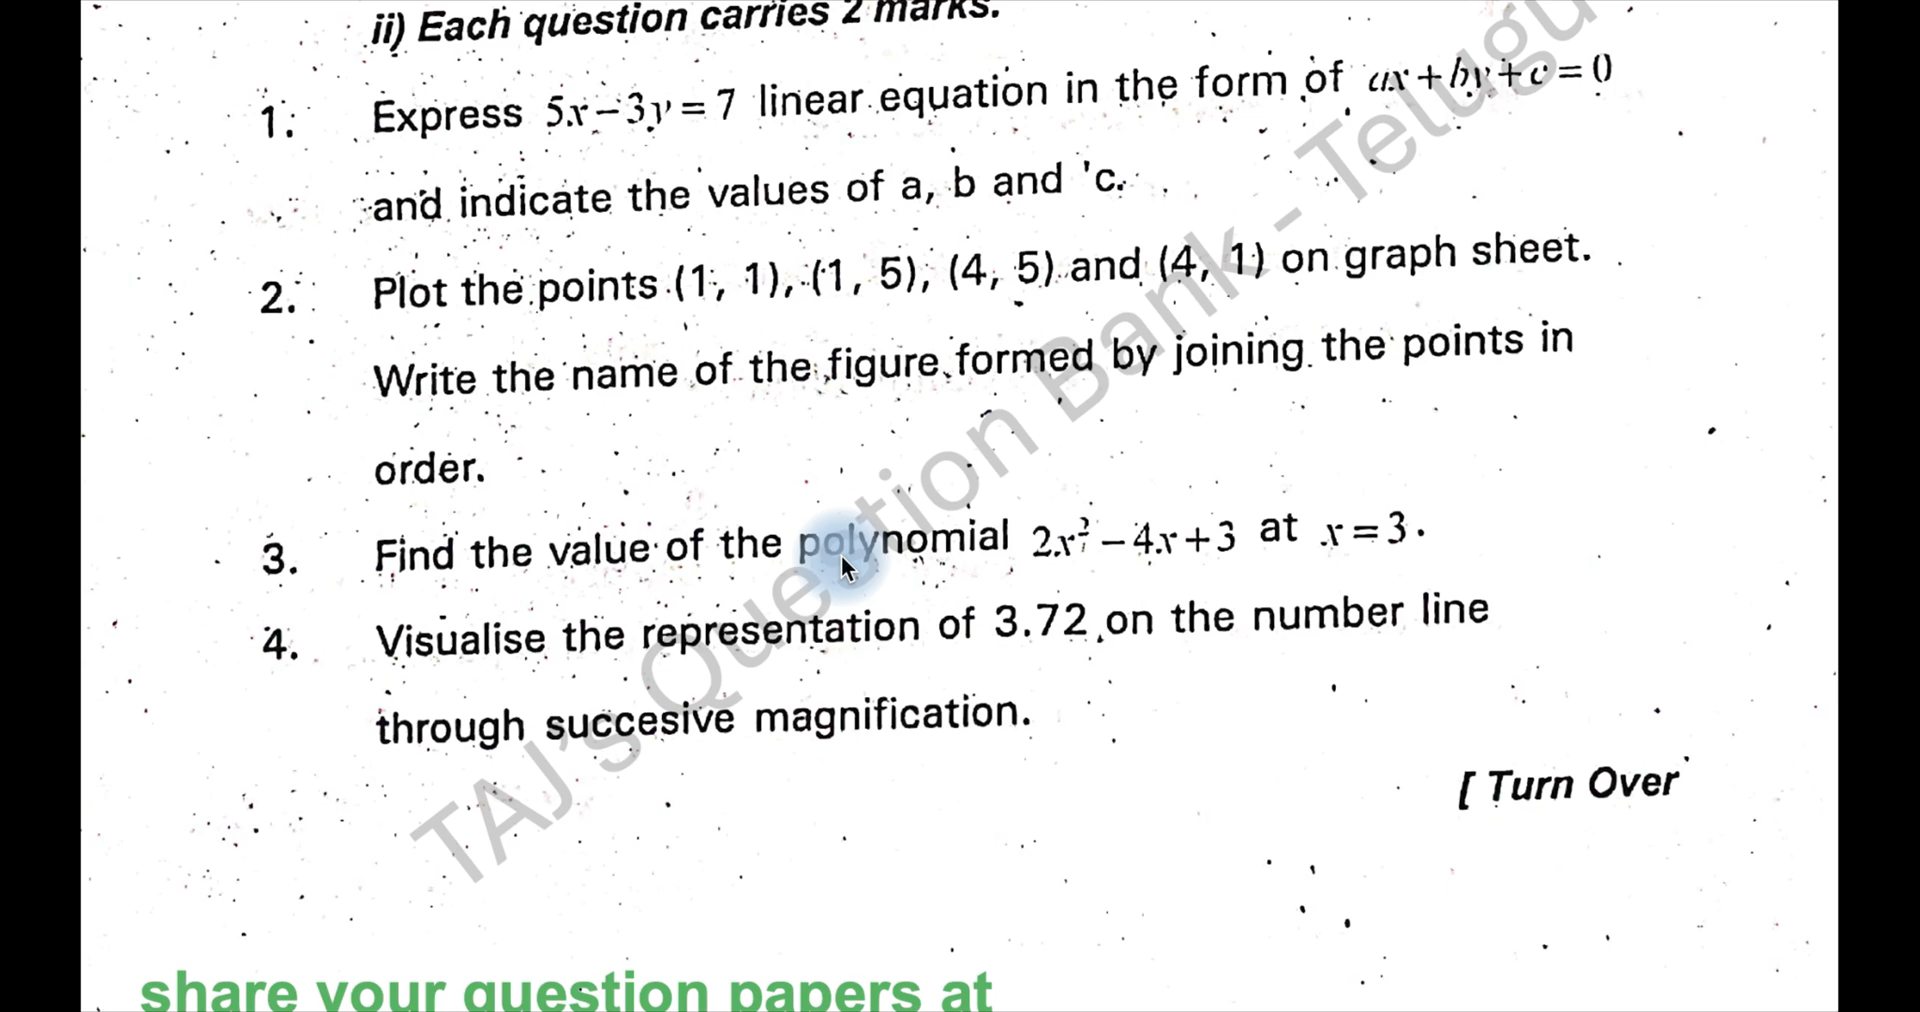 ii) Each question carries 2 marks.
1. Express 5x − 3y = 7 linear equation in the form of ax + by + c = 0
and indicate the values of a, b and 'c.
2. Plot the points (1, 1), (1, 5), (4, 5) and (4, 1) on graph sheet.
Write the name of the figure formed by joining the points in
order.
3. Find the value of the polynomial 2x² − 4x + 3 at x = 3.
4. Visualise the representation of 3.72 on the number line
through succesive magnification.
[ Turn Over
TAJ's Question Bank - Telugu
share your question papers at